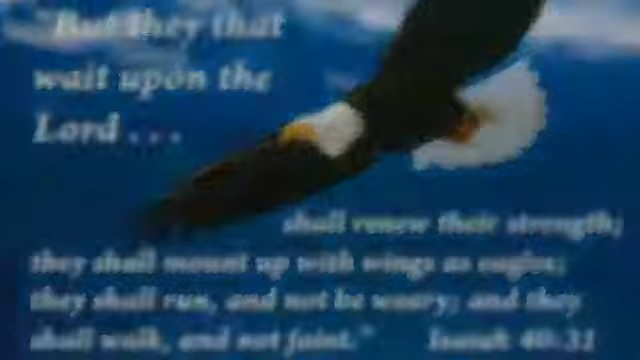 "But they that
wait upon the
Lord . . .
shall renew their strength;
they shall mount up with wings as eagles;
they shall run, and not be weary; and they
shall walk, and not faint." Isaiah 40:31